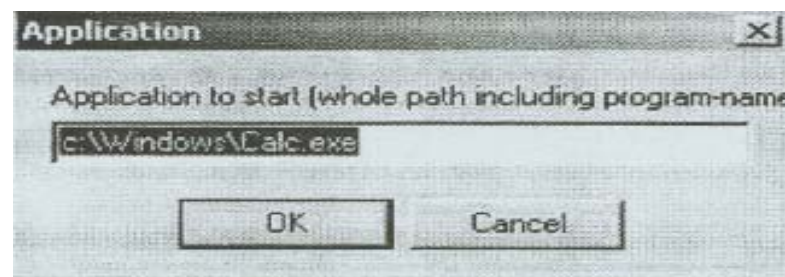 Application
Application to start (whole path including program-name
c:\Windows\Calc.exe
OK Cancel